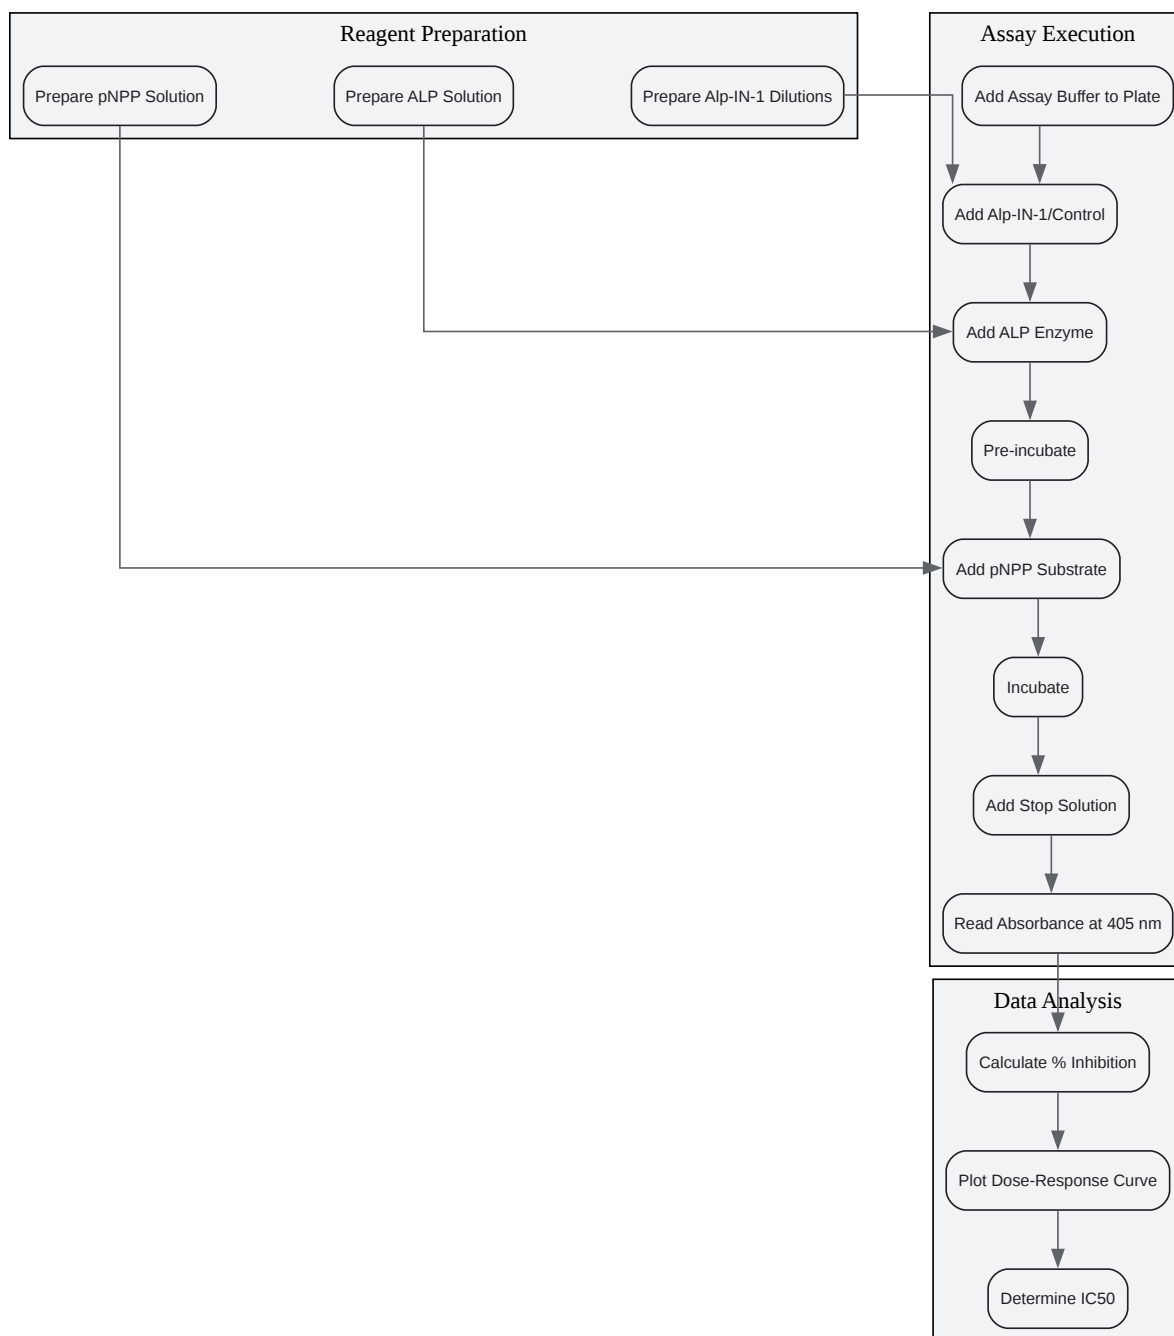 Reagent Preparation
Prepare pNPP Solution
Prepare ALP Solution
Prepare Alp-IN-1 Dilutions
Assay Execution
Add Assay Buffer to Plate
Add Alp-IN-1/Control
Add ALP Enzyme
Pre-incubate
Add pNPP Substrate
Incubate
Add Stop Solution
Read Absorbance at 405 nm
Data Analysis
Calculate % Inhibition
Plot Dose-Response Curve
Determine IC50